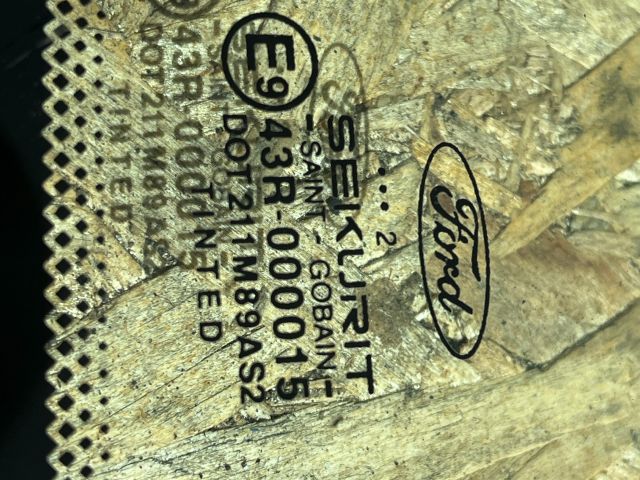 Ford
... 2
SEKURIT
- SAINT - GOBAIN -
E9 43R-000015
DOT211M89AS2
TINTED